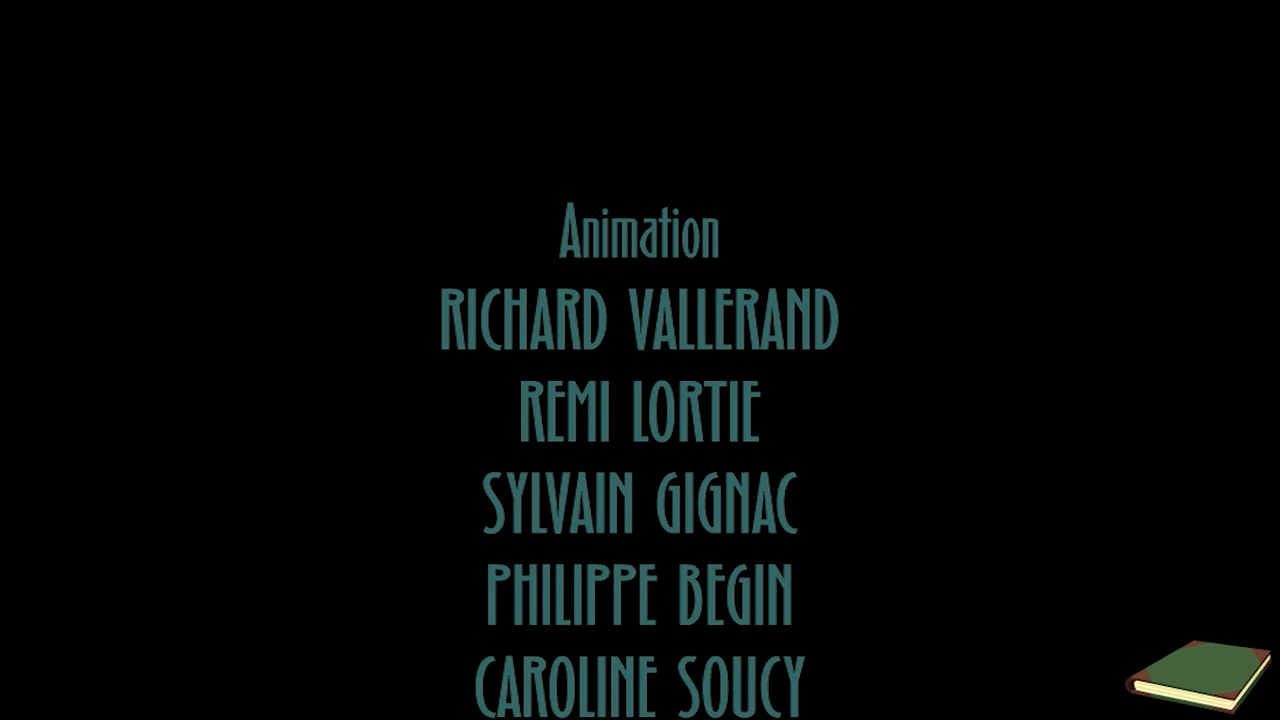 Animation
RICHARD VALLERAND
REMI LORTIE
SYLVAIN GIGNAC
PHILIPPE BEGIN
CAROLINE SOUCY